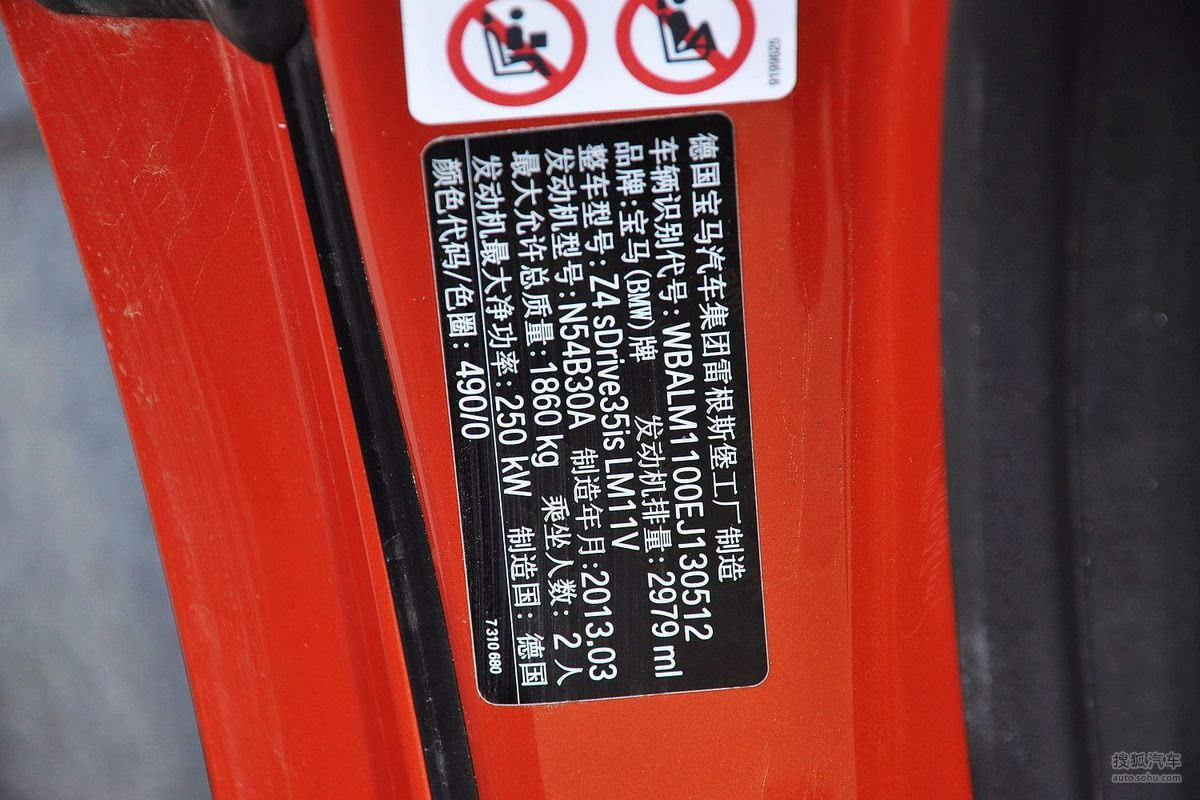 9199625
德国宝马汽车集团雷根斯堡工厂制造
车辆识别代号: WBALM1100EJ130512
品牌:宝马(BMW)牌 发动机排量: 2979 ml
整车型号: Z4 sDrive35is LM11V
发动机型号:N54B30A 制造年月:2013.03
最大允许总质量:1860 kg 乘坐人数: 2 人
发动机最大净功率: 250 kW 制造国: 德国
颜色代码/色圈: 490/0
7310 680
搜狐汽车
auto.sohu.com